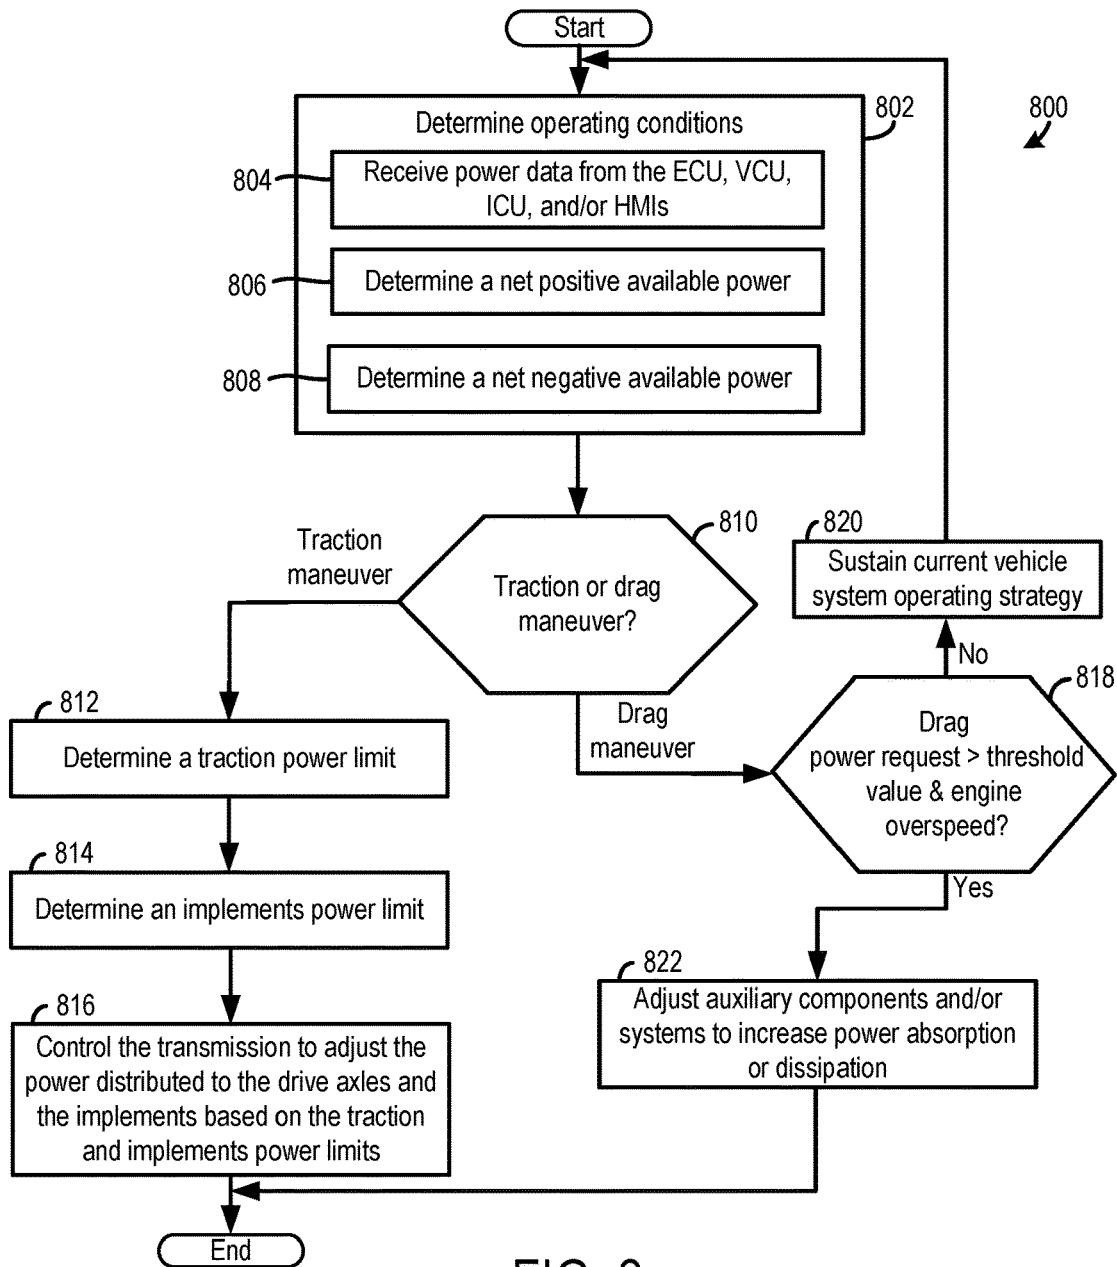 Start
802
800
Determine operating conditions
804
Receive power data from the ECU, VCU,
ICU, and/or HMIs
806
Determine a net positive available power
808
Determine a net negative available power
810
Traction
maneuver
Traction or drag
maneuver?
820
Sustain current vehicle
system operating strategy
No
818
Drag
maneuver
Drag
power request > threshold
value & engine
overspeed?
Yes
812
Determine a traction power limit
814
Determine an implements power limit
816
Control the transmission to adjust the
power distributed to the drive axles and
the implements based on the traction
and implements power limits
822
Adjust auxiliary components and/or
systems to increase power absorption
or dissipation
End